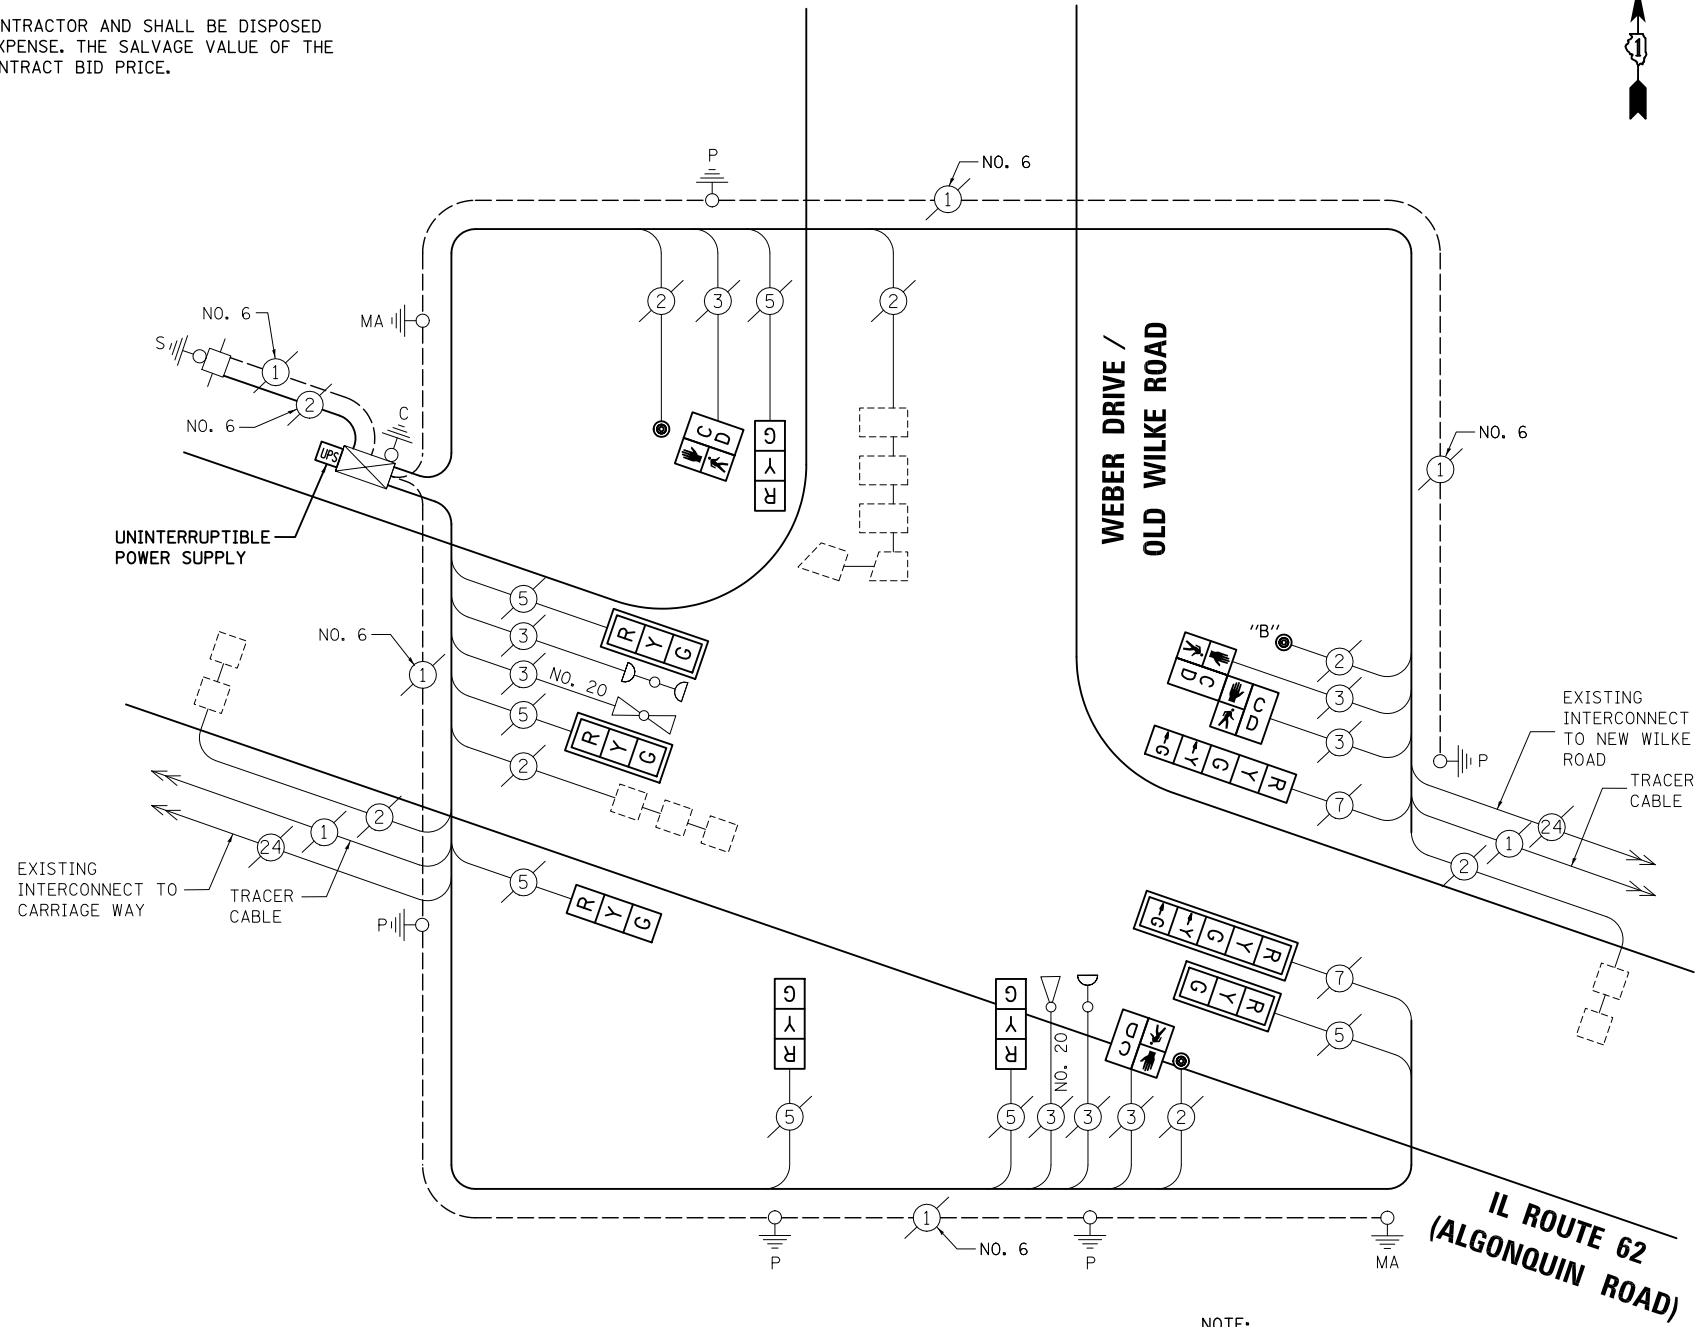 NTRACTOR AND SHALL BE DISPOSED
XPENSE. THE SALVAGE VALUE OF THE
NTRACT BID PRICE.
1
P
NO. 6
1
2
3
5
2
MA
NO. 6
S
1
2
NO. 6
C
UPS
UNINTERRUPTIBLE
POWER SUPPLY
C
D
G
Y
R
WEBER DRIVE /
OLD WILKE ROAD
NO. 6
1
5
R Y G
3
3
NO. 20
5
R Y G
2
NO. 6
1
"B"
2
C
D
3
C
D
3
G Y G Y R
7
P
EXISTING
INTERCONNECT
TO NEW WILKE
ROAD
TRACER
CABLE
24
1
2
2
1
24
EXISTING
INTERCONNECT TO
CARRIAGE WAY
TRACER
CABLE
P
5
R Y G
G Y G Y R
7
G Y R
5
G
Y
R
5
G
Y
R
5
NO. 20
3
3
C
D
3
2
1
NO. 6
P
P
MA
IL ROUTE 62
(ALGONQUIN ROAD)
NOTE: